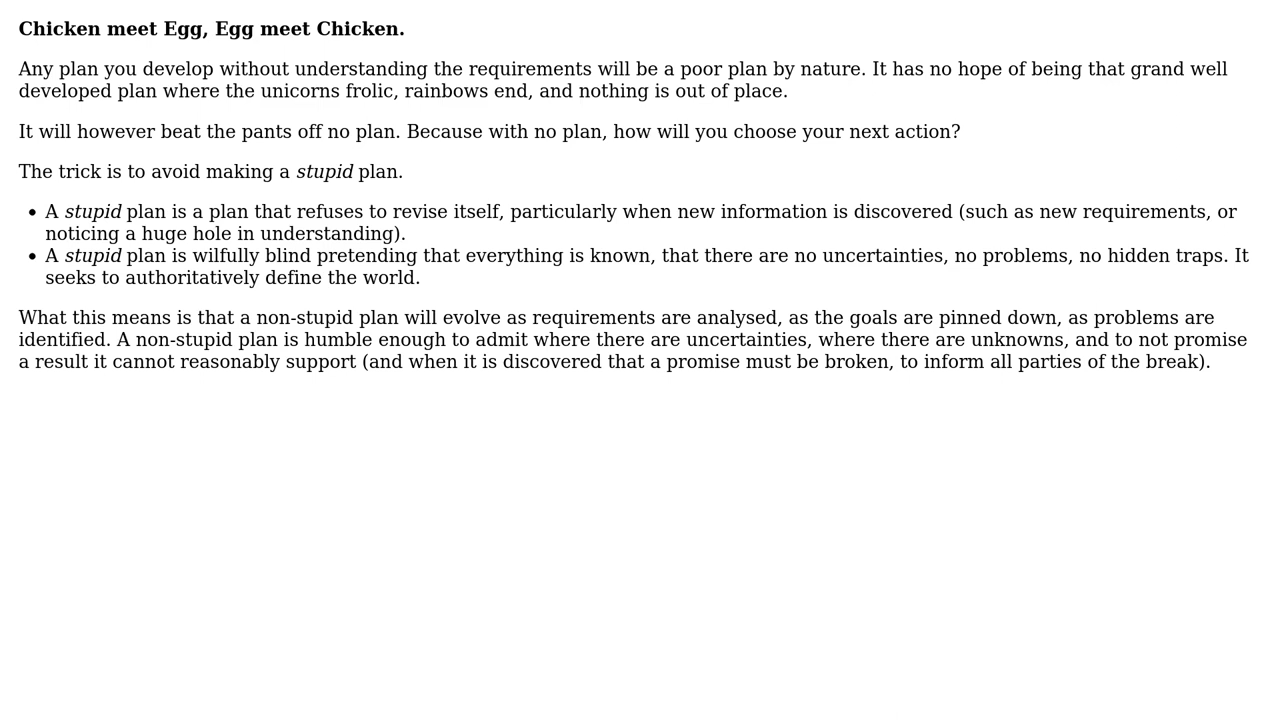 Chicken meet Egg, Egg meet Chicken.
Any plan you develop without understanding the requirements will be a poor plan by nature. It has no hope of being that grand well
developed plan where the unicorns frolic, rainbows end, and nothing is out of place.
It will however beat the pants off no plan. Because with no plan, how will you choose your next action?
The trick is to avoid making a stupid plan.
• A stupid plan is a plan that refuses to revise itself, particularly when new information is discovered (such as new requirements, or
noticing a huge hole in understanding).
• A stupid plan is wilfully blind pretending that everything is known, that there are no uncertainties, no problems, no hidden traps. It
seeks to authoritatively define the world.
What this means is that a non-stupid plan will evolve as requirements are analysed, as the goals are pinned down, as problems are
identified. A non-stupid plan is humble enough to admit where there are uncertainties, where there are unknowns, and to not promise
a result it cannot reasonably support (and when it is discovered that a promise must be broken, to inform all parties of the break).